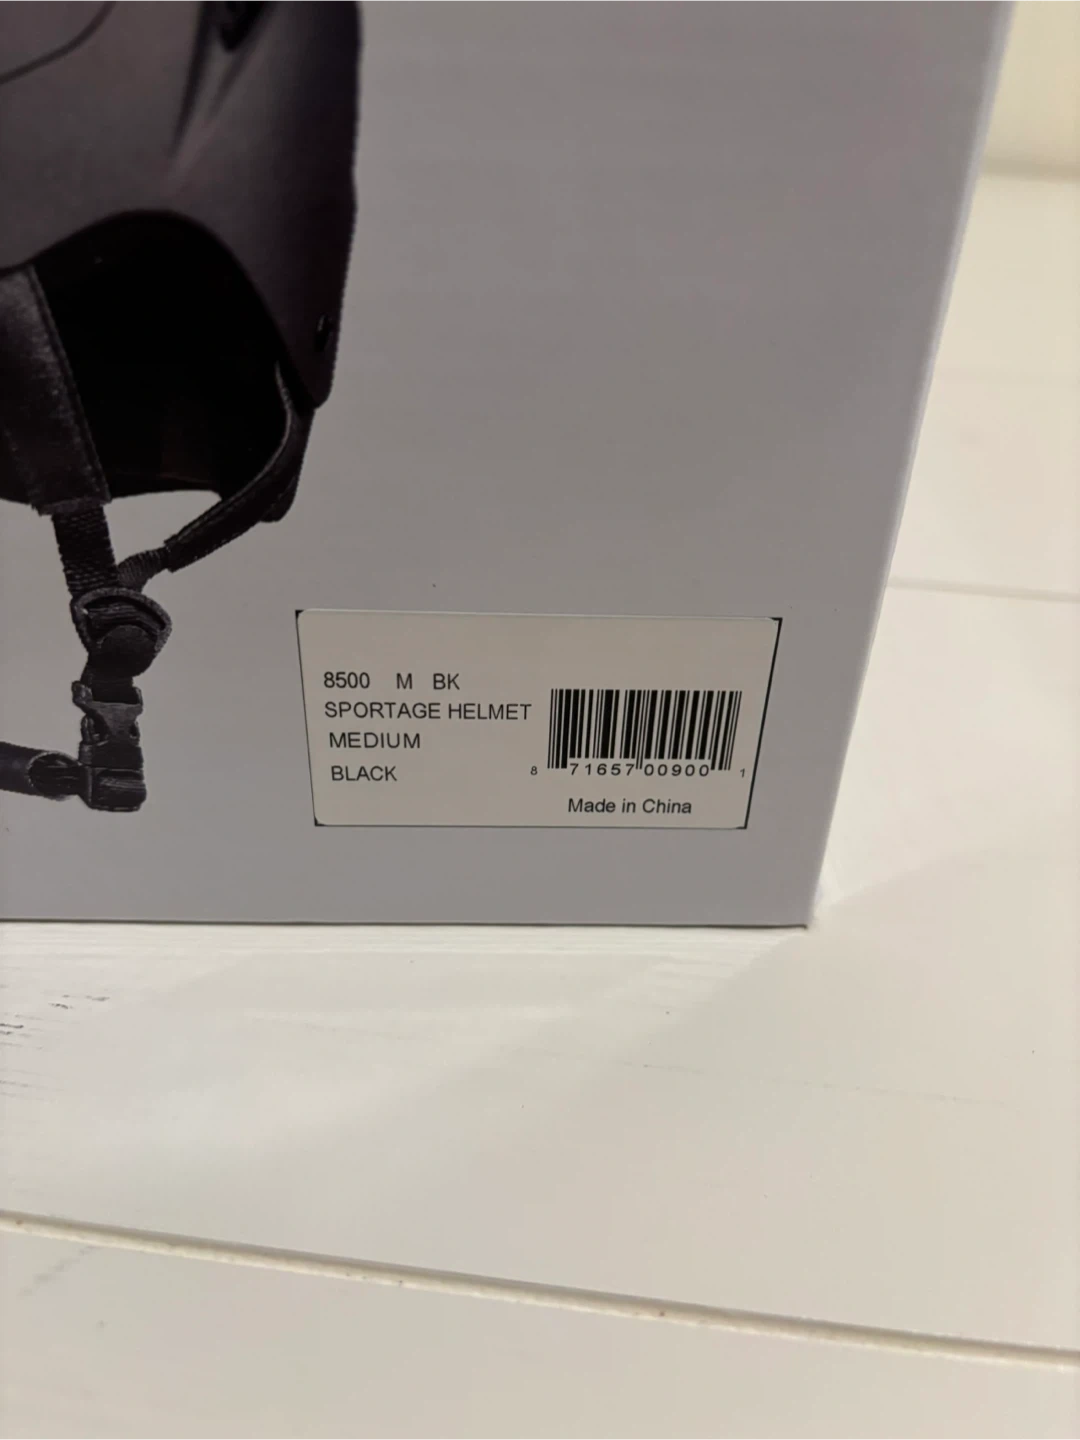 8500 M BK
SPORTAGE HELMET
MEDIUM
BLACK
8 71657 00900 1
Made in China